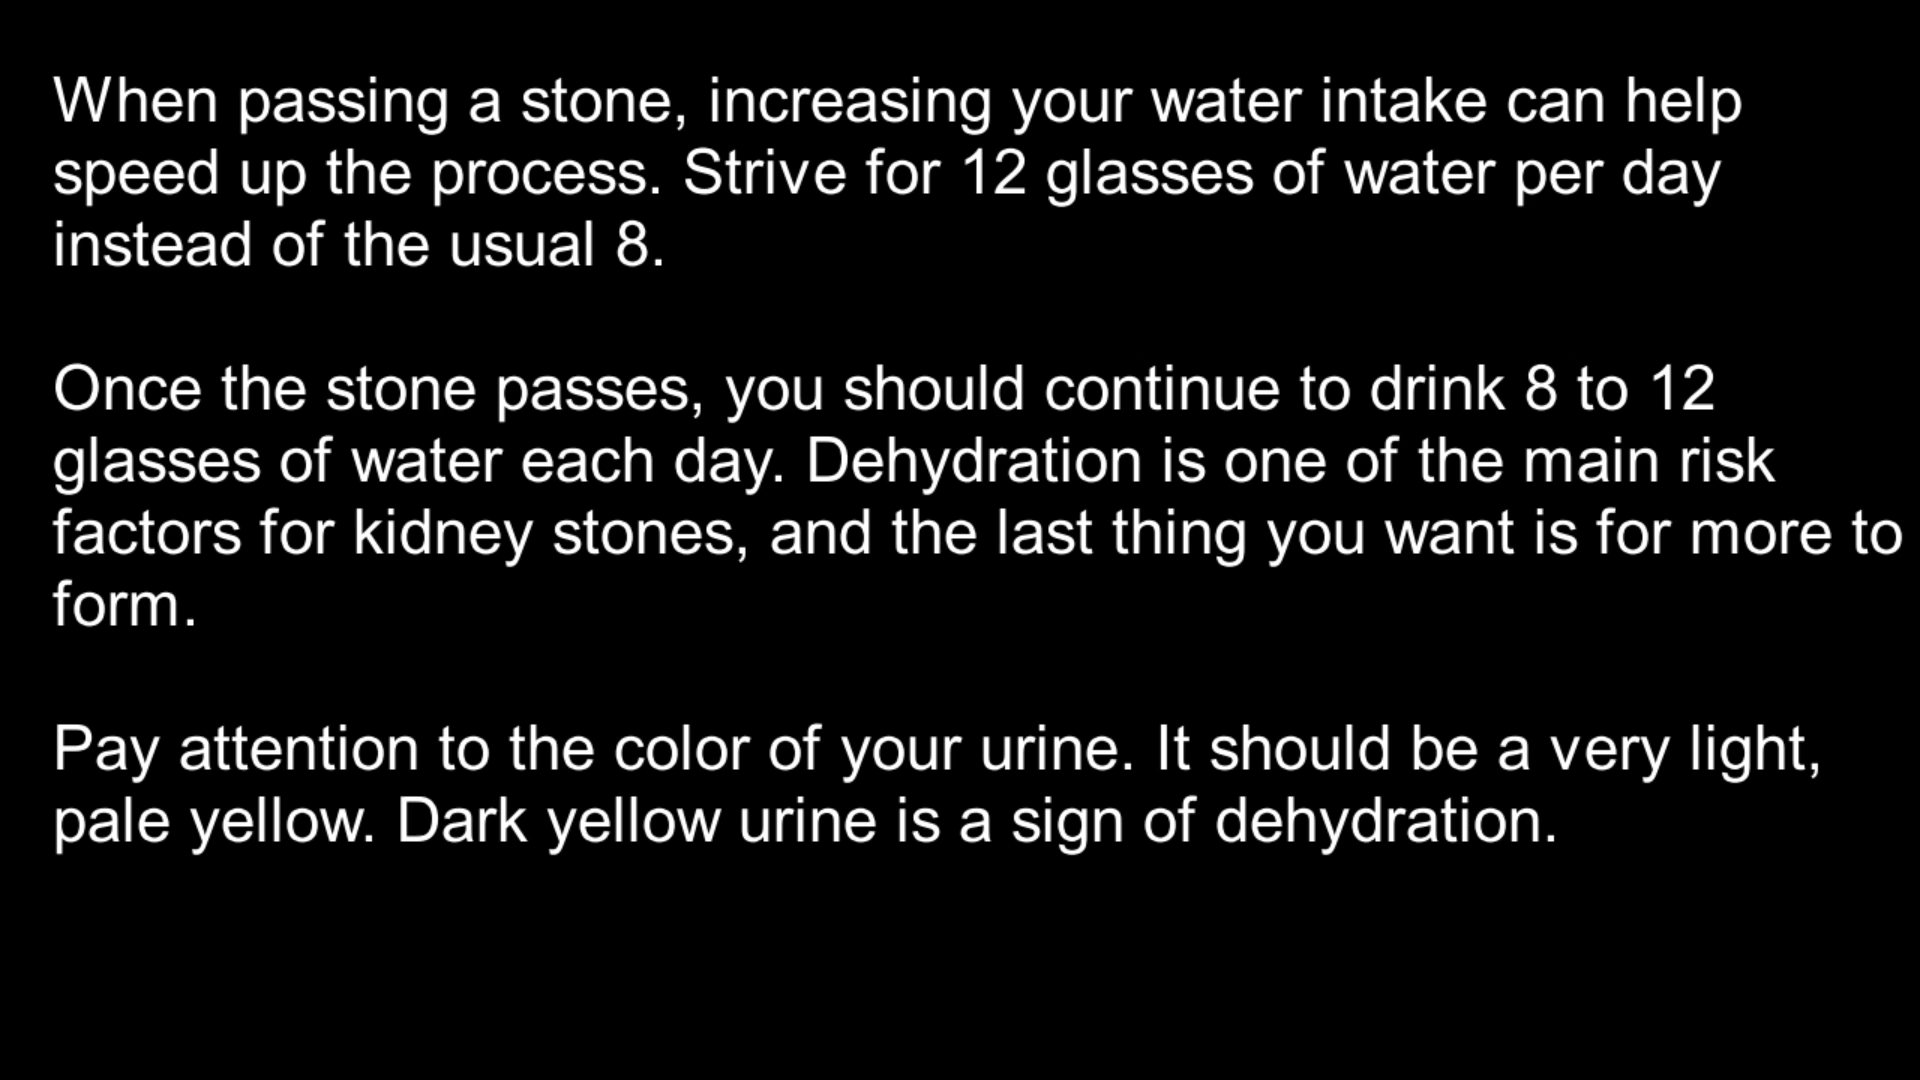 When passing a stone, increasing your water intake can help
speed up the process. Strive for 12 glasses of water per day
instead of the usual 8.
Once the stone passes, you should continue to drink 8 to 12
glasses of water each day. Dehydration is one of the main risk
factors for kidney stones, and the last thing you want is for more to
form.
Pay attention to the color of your urine. It should be a very light,
pale yellow. Dark yellow urine is a sign of dehydration.